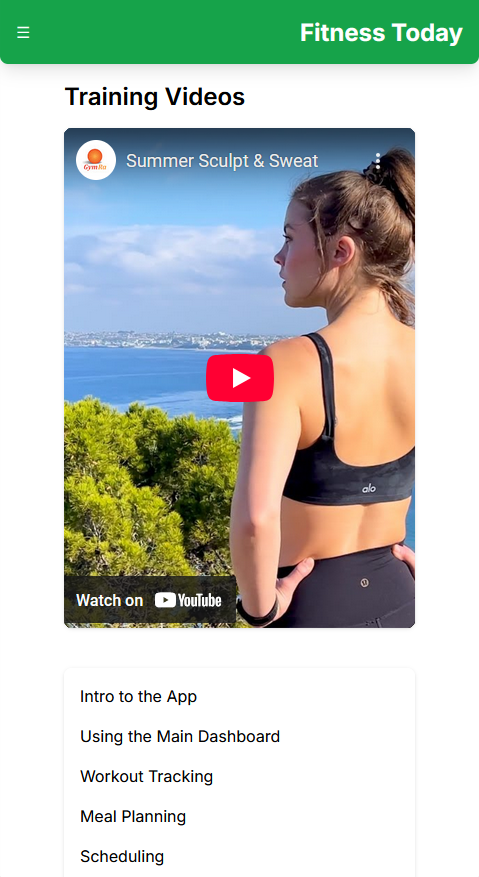 ☰ Fitness Today
Training Videos
GymRa
Summer Sculpt & Sweat
alo
Watch on YouTube
Intro to the App
Using the Main Dashboard
Workout Tracking
Meal Planning
Scheduling